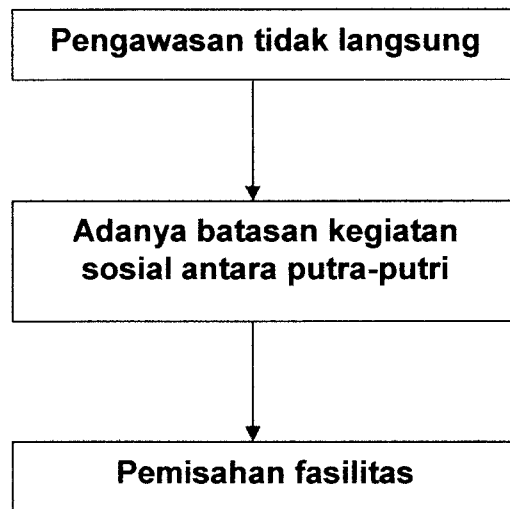 Pengawasan tidak langsung
Adanya batasan kegiatan
sosial antara putra-putri
Pemisahan fasilitas